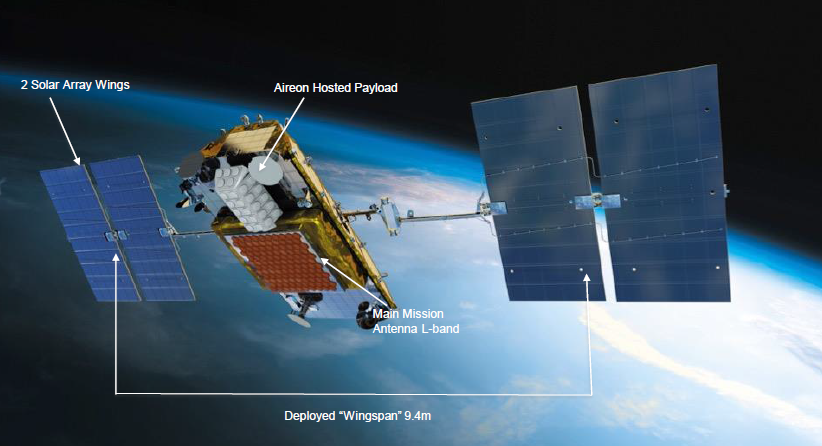 2 Solar Array Wings
Aireon Hosted Payload
Main Mission
Antenna L-band
Deployed “Wingspan” 9.4m